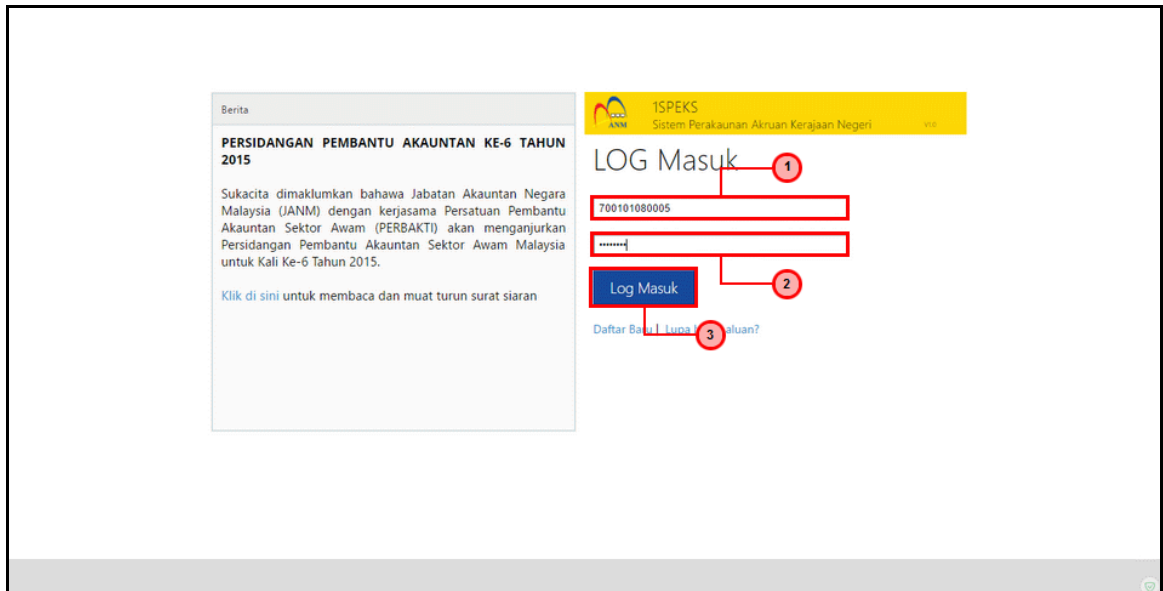 Berita
PERSIDANGAN PEMBANTU AKAUNTAN KE-6 TAHUN
2015
Sukacita dimaklumkan bahawa Jabatan Akauntan Negara
Malaysia (JANM) dengan kerjasama Persatuan Pembantu
Akauntan Sektor Awam (PERBAKTI) akan menganjurkan
Persidangan Pembantu Akauntan Sektor Awam Malaysia
untuk Kali Ke-6 Tahun 2015.
Klik di sini untuk membaca dan muat turun surat siaran
ANM
1SPEKS
Sistem Perakaunan Akruan Kerajaan Negeri
V1.0
LOG Masuk
1
700101080005
2
Log Masuk
Daftar Baru | Lupa
3